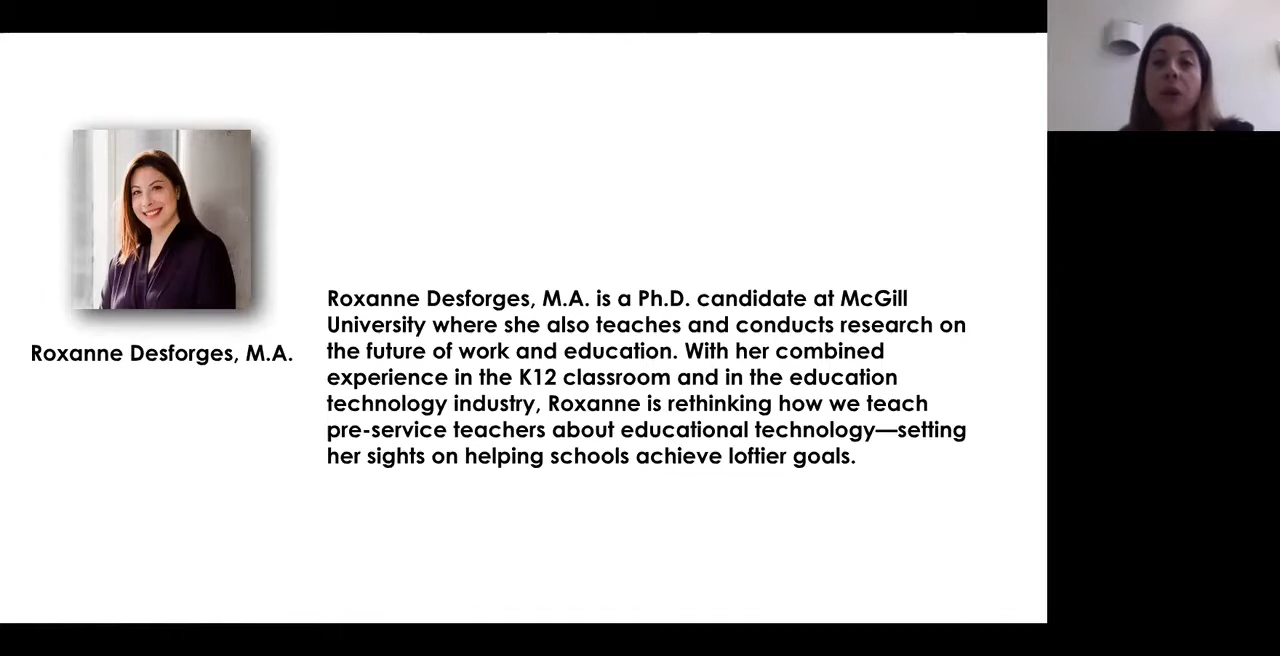 Roxanne Desforges, M.A.
Roxanne Desforges, M.A. is a Ph.D. candidate at McGill
University where she also teaches and conducts research on
the future of work and education. With her combined
experience in the K12 classroom and in the education
technology industry, Roxanne is rethinking how we teach
pre-service teachers about educational technology—setting
her sights on helping schools achieve loftier goals.